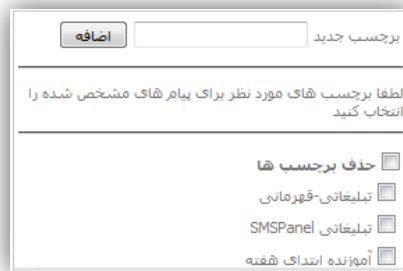 برچسب جدید
اضافه
لطفا برچسب های مورد نظر برای پیام های مشخص شده را
انتخاب کنید
حذف برچسب ها
تبلیغاتی-قهرمانی
تبلیغاتی SMSPanel
آموزنده ابتدای هفته